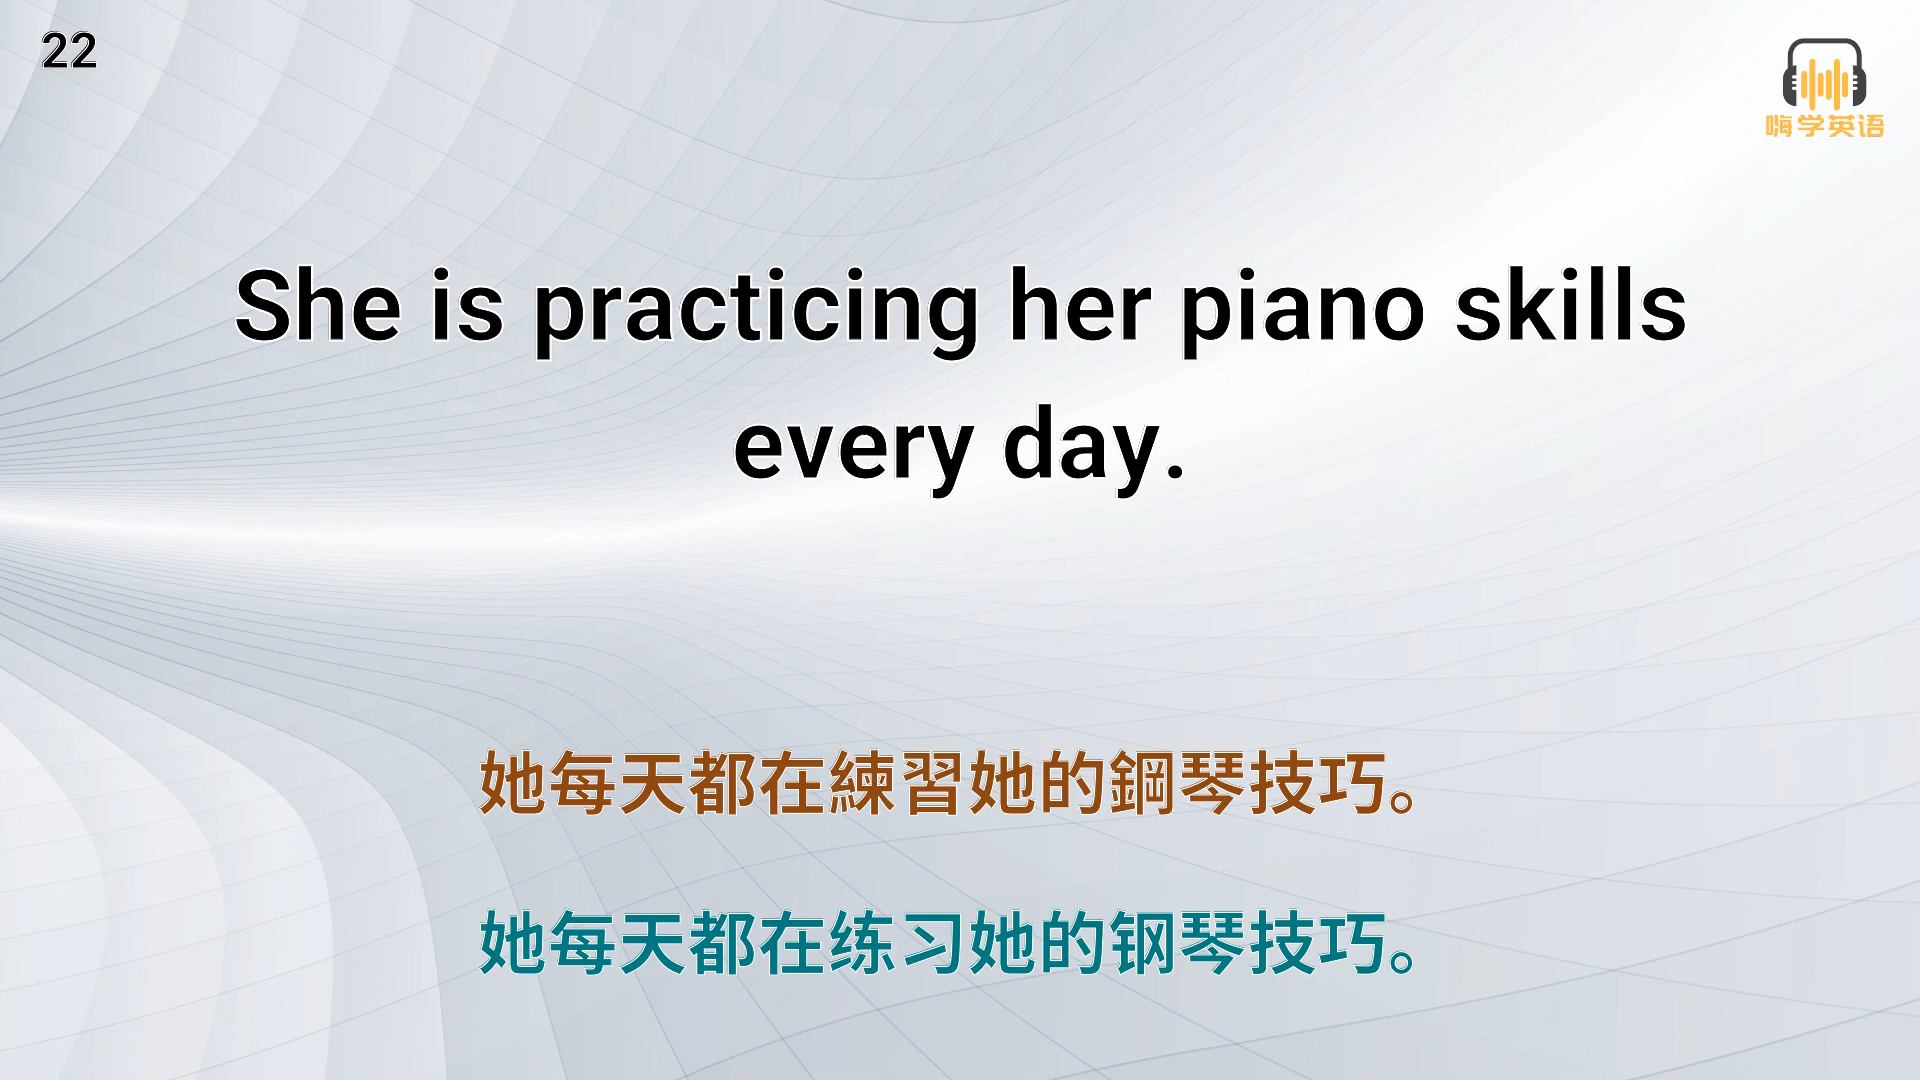 22
嗨学英语
She is practicing her piano skills
every day.
她每天都在練習她的鋼琴技巧。
她每天都在练习她的钢琴技巧。